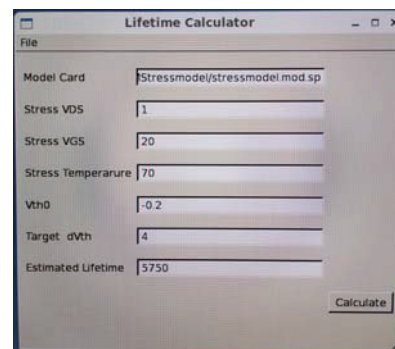 Lifetime Calculator
File
Model Card
Stressmodel/stressmodel.mod.sp
Stress VDS 1
Stress VGS 20
Stress Temperarure 70
Vth0 -0.2
Target dVth 4
Estimated Lifetime 5750
Calculate